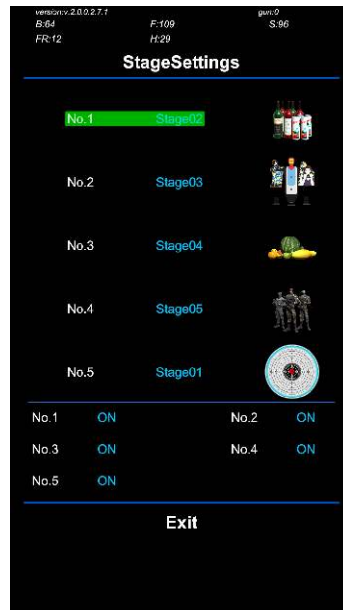 version:v.2.0.0.2.7.1 gun:0
B:64 F:109 S:96
FR:12 H:29
StageSettings
No.1 Stage02
No.2 Stage03
No.3 Stage04
No.4 Stage05
No.5 Stage01
No.1 ON No.2 ON
No.3 ON No.4 ON
No.5 ON
Exit